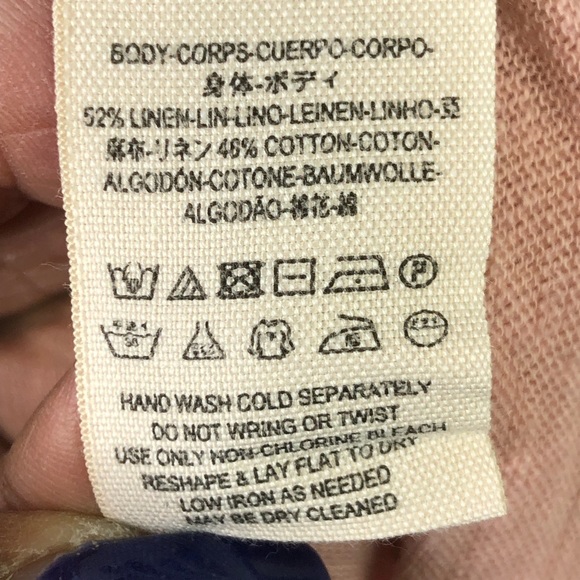 BODY-CORPS-CUERPO-CORPO-
身体-ボディ
52% LINEN-LIN-LINO-LEINEN-LINHO-亚
麻布-リネン 48% COTTON-COTON-
ALGODÓN-COTONE-BAUMWOLLE-
ALGODÃO-棉花-綿
HAND WASH COLD SEPARATELY
DO NOT WRING OR TWIST
USE ONLY NON-CHLORINE BLEACH
RESHAPE & LAY FLAT TO DRY
LOW IRON AS NEEDED
MAY BE DRY CLEANED